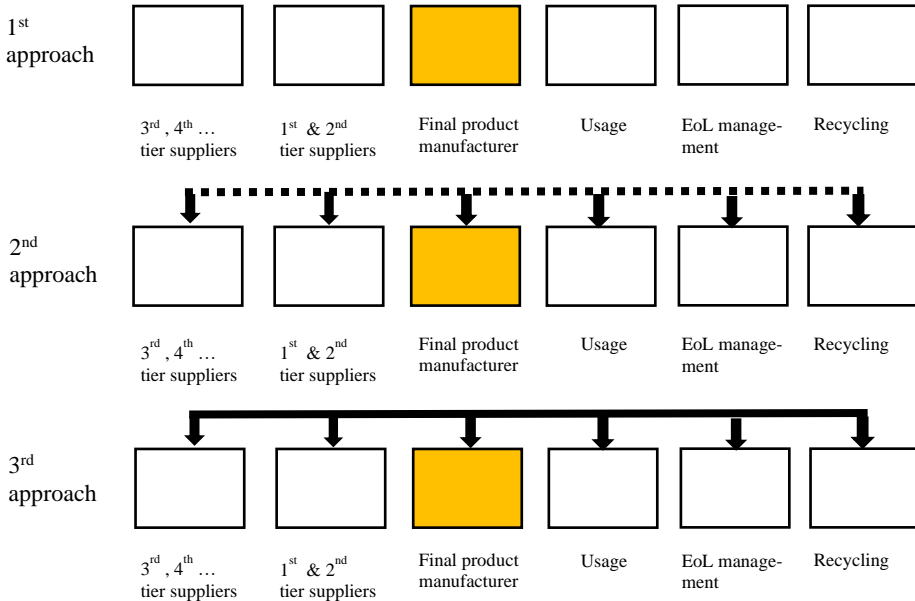 1st
approach
3rd , 4th … 1st & 2nd Final product Usage EoL manage- Recycling
tier suppliers tier suppliers manufacturer ment
2nd
approach
3rd , 4th … 1st & 2nd Final product Usage EoL manage- Recycling
tier suppliers tier suppliers manufacturer ment
3rd
approach
3rd , 4th … 1st & 2nd Final product Usage EoL manage- Recycling
tier suppliers tier suppliers manufacturer ment